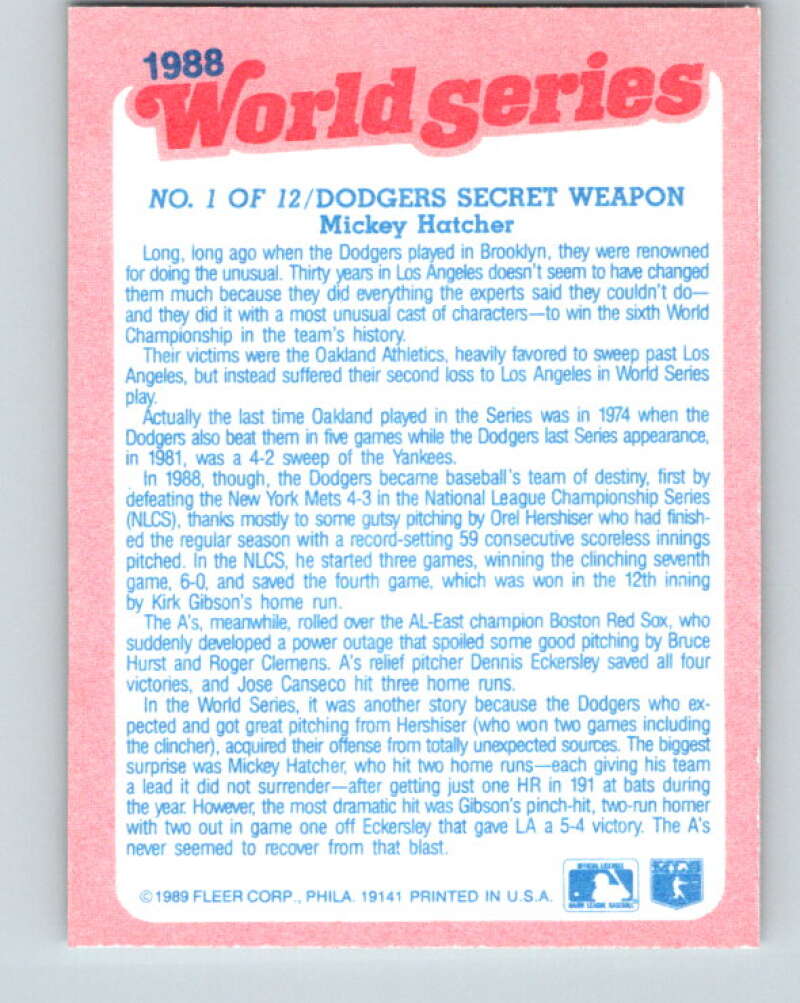 1988
World Series
NO. 1 OF 12/DODGERS SECRET WEAPON
Mickey Hatcher
Long, long ago when the Dodgers played in Brooklyn, they were renowned
for doing the unusual. Thirty years in Los Angeles doesn't seem to have changed
them much because they did everything the experts said they couldn't do—
and they did it with a most unusual cast of characters—to win the sixth World
Championship in the team's history.
Their victims were the Oakland Athletics, heavily favored to sweep past Los
Angeles, but instead suffered their second loss to Los Angeles in World Series
play.
Actually the last time Oakland played in the Series was in 1974 when the
Dodgers also beat them in five games while the Dodgers last Series appearance,
in 1981, was a 4-2 sweep of the Yankees.
In 1988, though, the Dodgers became baseball's team of destiny, first by
defeating the New York Mets 4-3 in the National League Championship Series
(NLCS), thanks mostly to some gutsy pitching by Orel Hershiser who had finish-
ed the regular season with a record-setting 59 consecutive scoreless innings
pitched. In the NLCS, he started three games, winning the clinching seventh
game, 6-0, and saved the fourth game, which was won in the 12th inning
by Kirk Gibson's home run.
The A's, meanwhile, rolled over the AL-East champion Boston Red Sox, who
suddenly developed a power outage that spoiled some good pitching by Bruce
Hurst and Roger Clemens. A's relief pitcher Dennis Eckersley saved all four
victories, and Jose Canseco hit three home runs.
In the World Series, it was another story because the Dodgers who ex-
pected and got great pitching from Hershiser (who won two games including
the clincher), acquired their offense from totally unexpected sources. The biggest
surprise was Mickey Hatcher, who hit two home runs—each giving his team
a lead it did not surrender—after getting just one HR in 191 at bats during
the year. However, the most dramatic hit was Gibson's pinch-hit, two-run homer
with two out in game one off Eckersley that gave LA a 5-4 victory. The A's
never seemed to recover from that blast.
©1989 FLEER CORP., PHILA. 19141 PRINTED IN U.S.A.
OFFICIAL LICENSEE
MAJOR LEAGUE BASEBALL